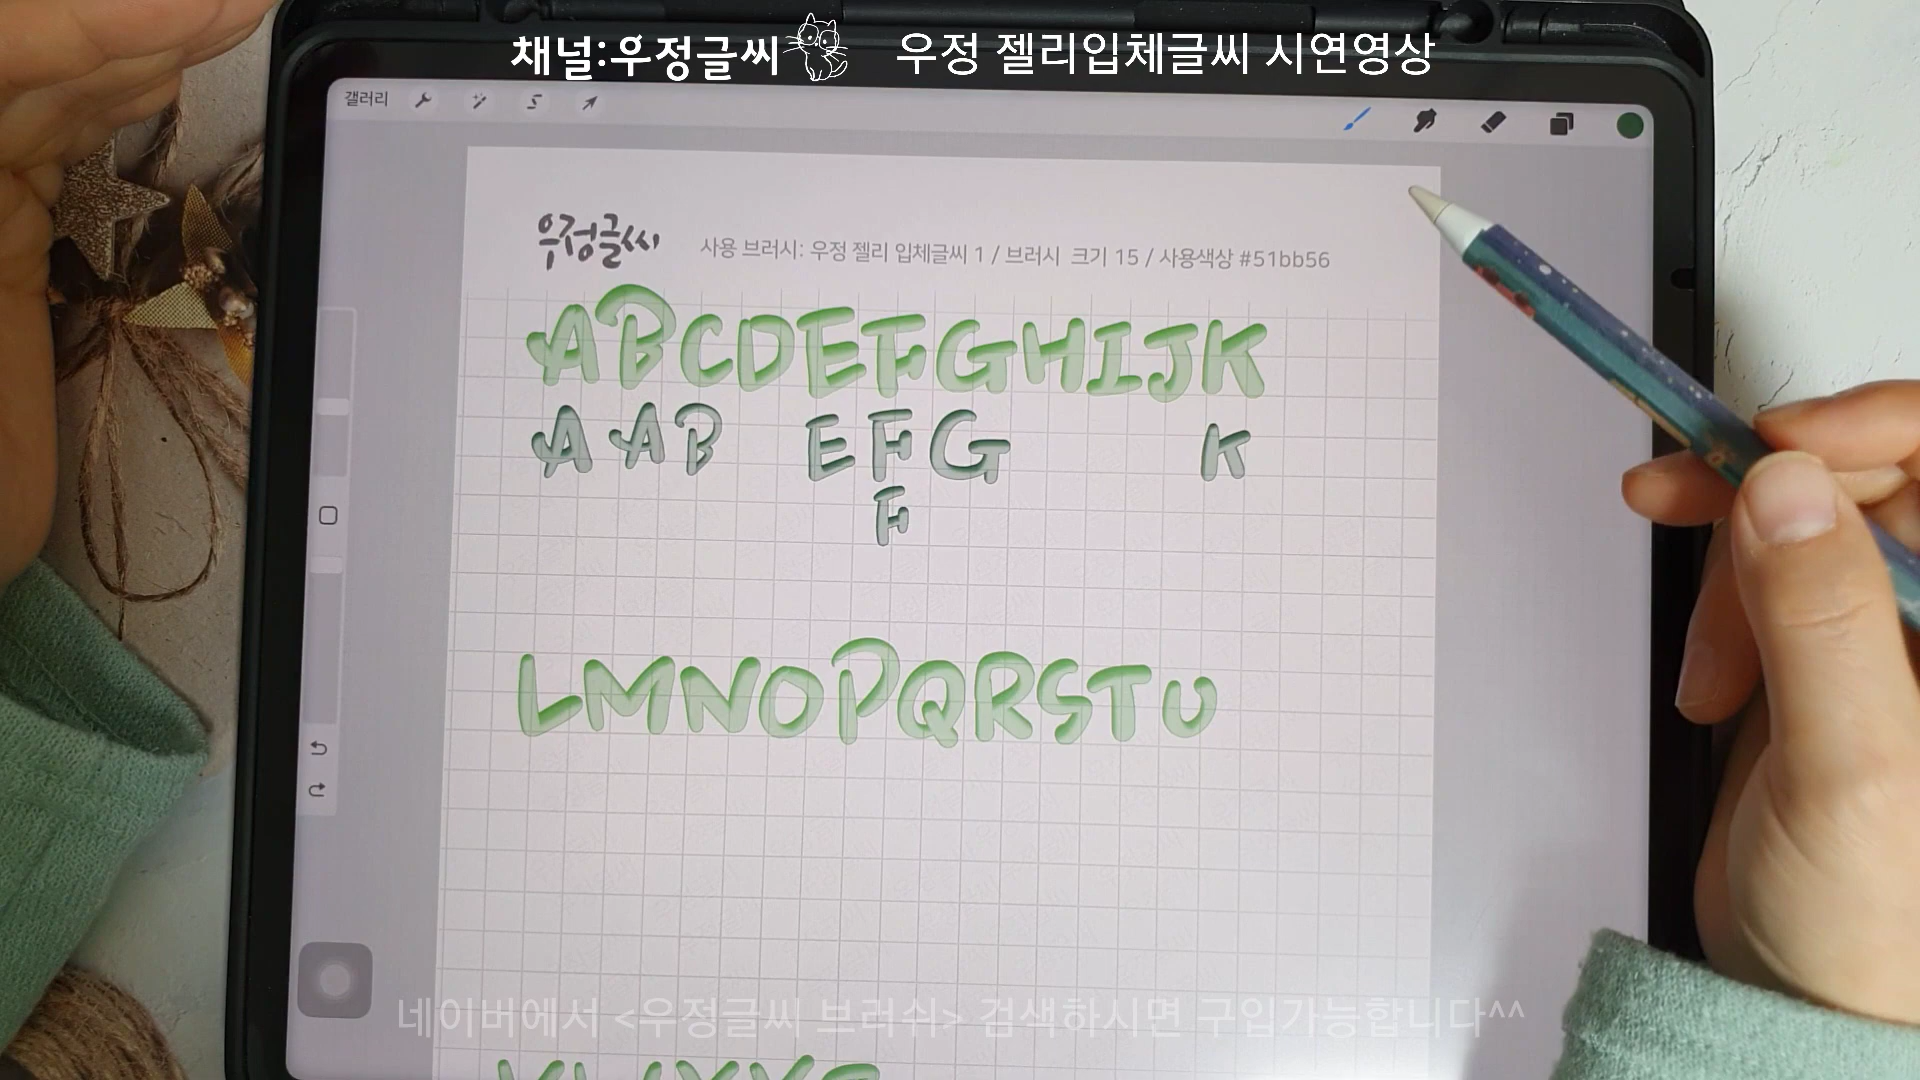 채널:우정글씨 우정 젤리입체글씨 시연영상
갤러리
우정글씨 사용 브러시: 우정 젤리 입체글씨 1 / 브러시 크기 15 / 사용색상 #51bb56
ABCDEFGHIJK
A A B E F G K
F
LMNOPQRSTU
네이버에서 <우정글씨 브러쉬> 검색하시면 구입가능합니다^^